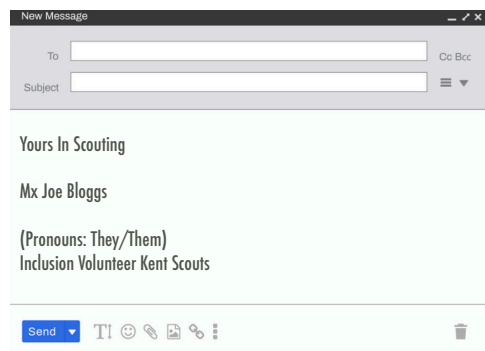 New Message
To
Cc Bcc
Subject
Yours In Scouting
Mx Joe Bloggs
(Pronouns: They/Them)
Inclusion Volunteer Kent Scouts
Send